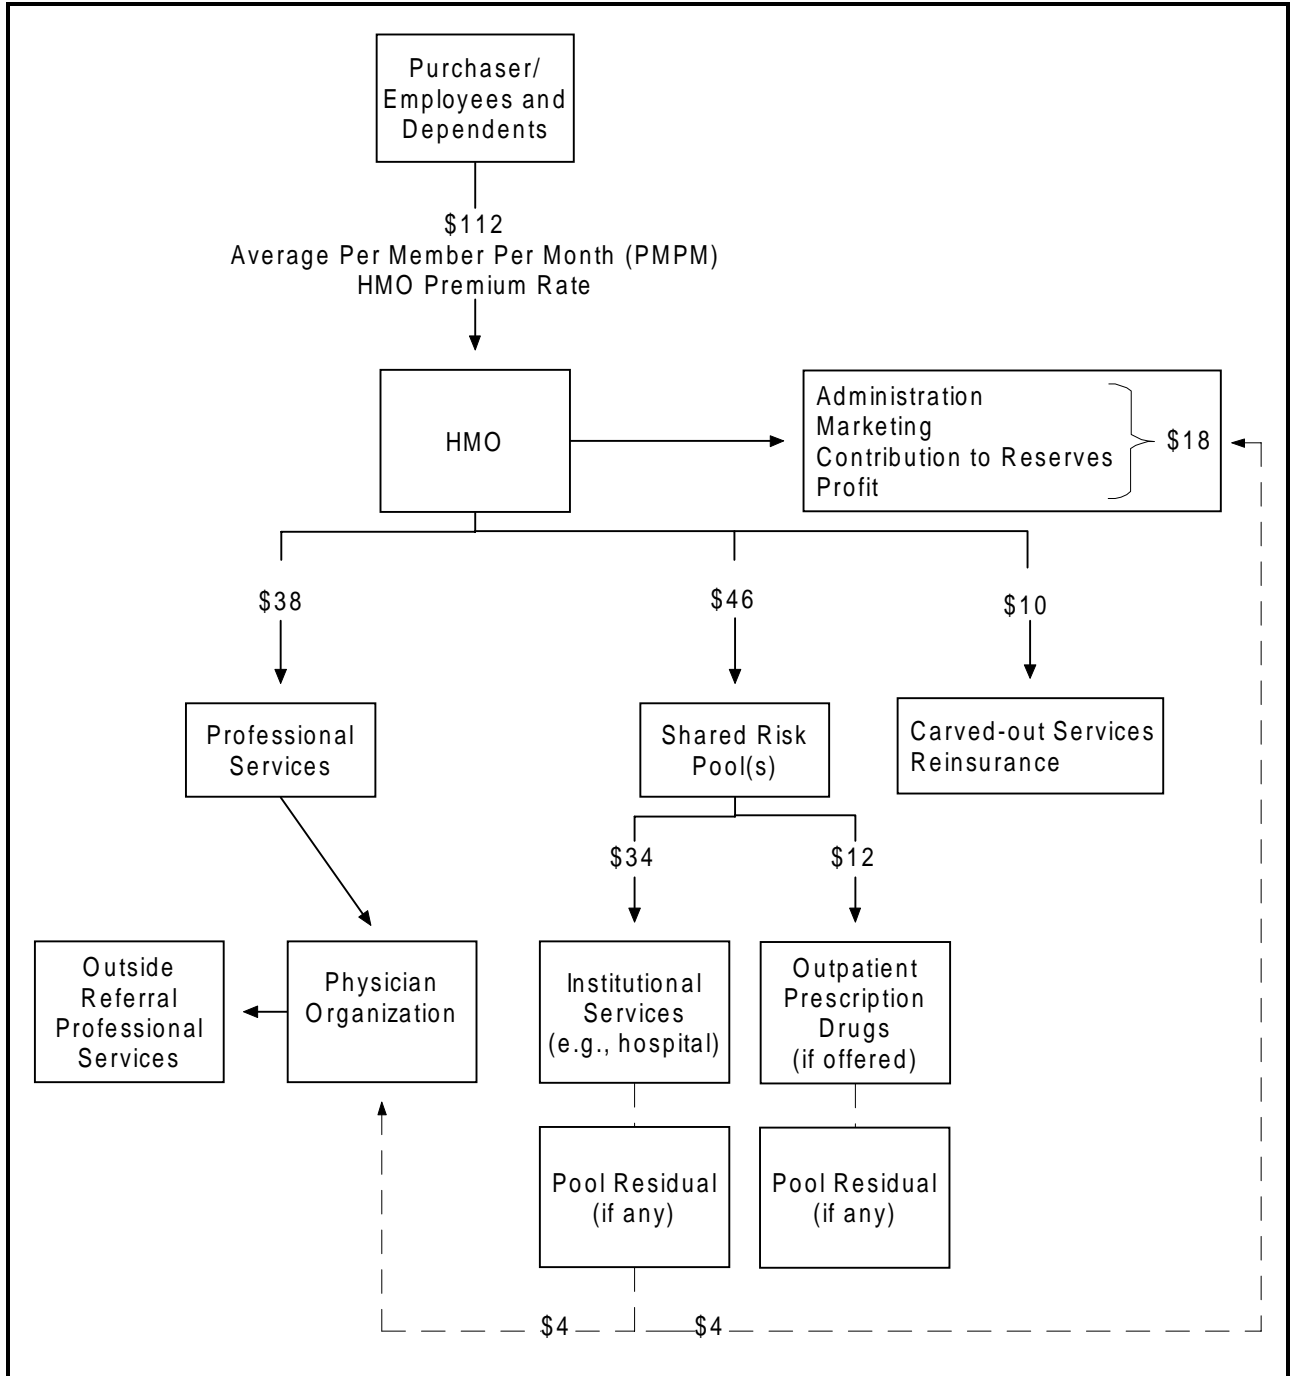 Purchaser/
Employees and
Dependents
$112
Average Per Member Per Month (PMPM)
HMO Premium Rate
HMO
Administration
Marketing
Contribution to Reserves
Profit
$18
$38
$46
$10
Professional
Services
Shared Risk
Pool(s)
Carved-out Services
Reinsurance
$34
$12
Outside
Referral
Professional
Services
Physician
Organization
Institutional
Services
(e.g., hospital)
Outpatient
Prescription
Drugs
(if offered)
Pool Residual
(if any)
Pool Residual
(if any)
$4
$4